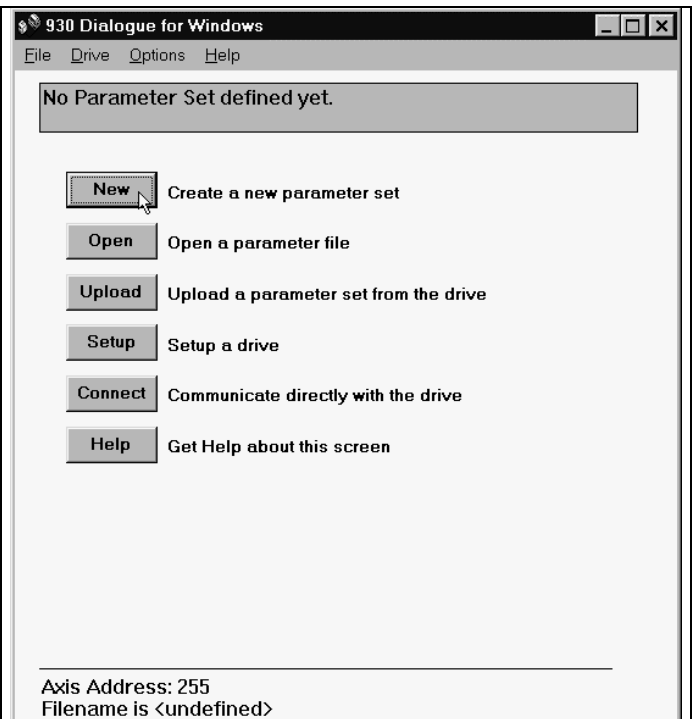 930 Dialogue for Windows
File Drive Options Help
No Parameter Set defined yet.
New Create a new parameter set
Open Open a parameter file
Upload Upload a parameter set from the drive
Setup Setup a drive
Connect Communicate directly with the drive
Help Get Help about this screen
Axis Address: 255
Filename is <undefined>